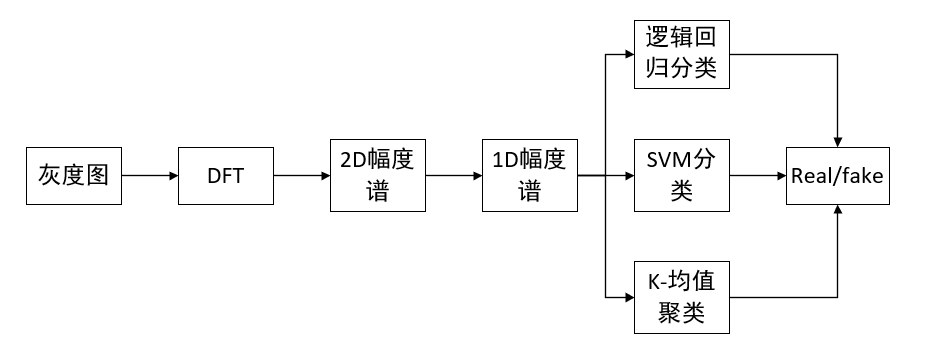 灰度图
DFT
2D幅度
谱
1D幅度
谱
逻辑回
归分类
SVM分
类
K-均值
聚类
Real/fake